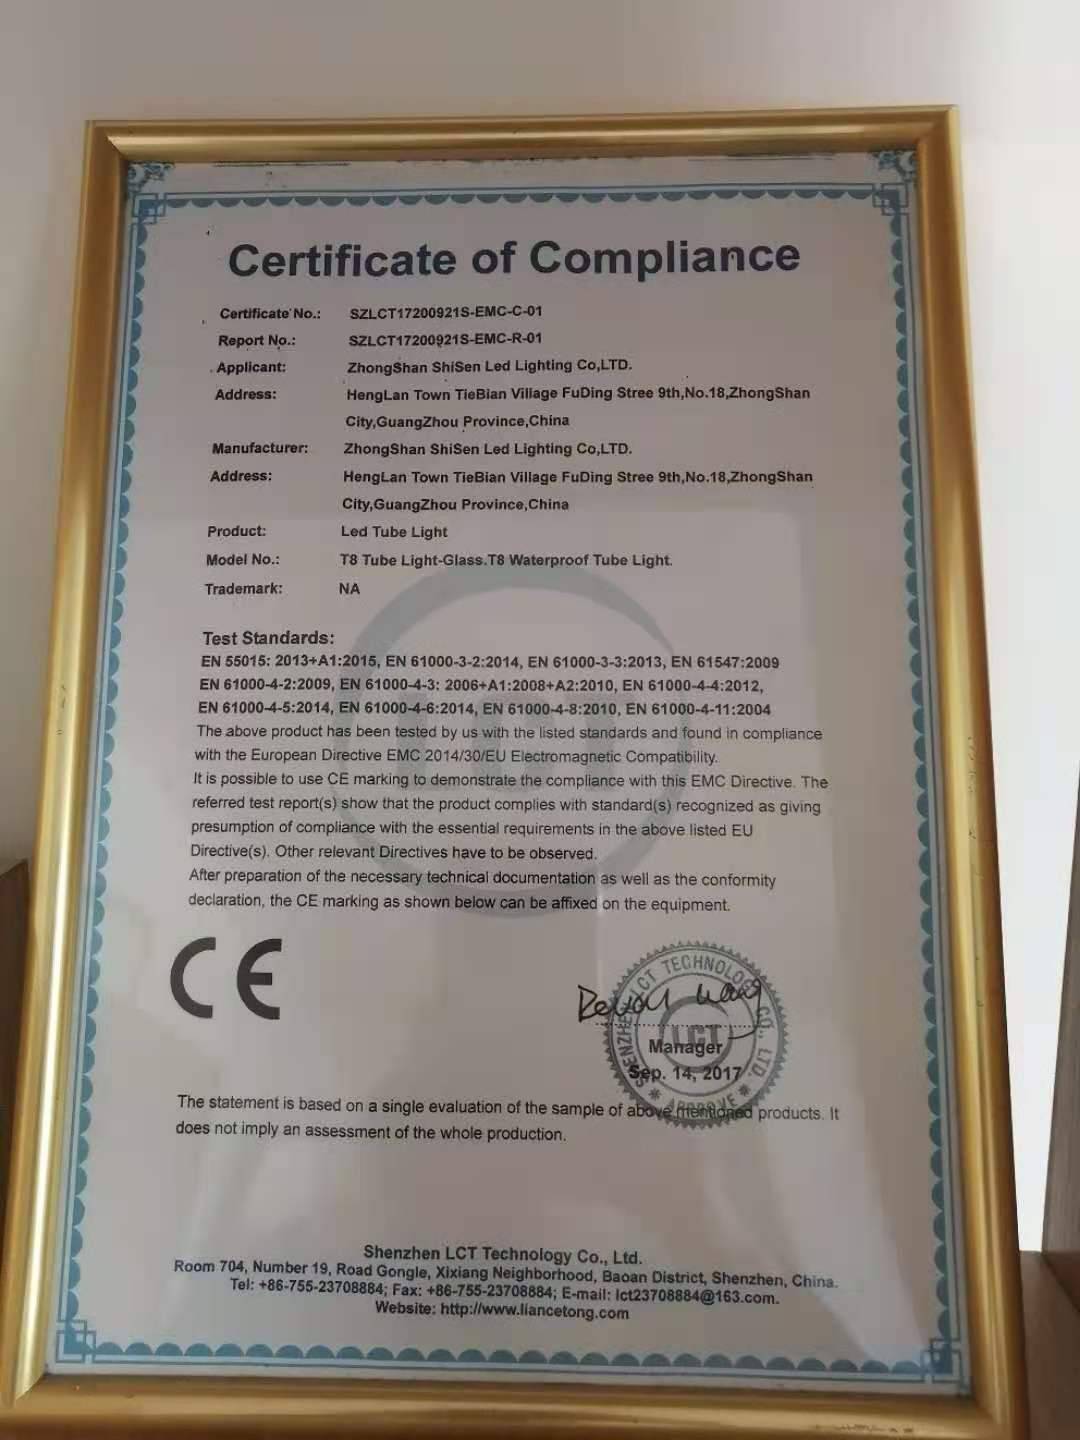 Certificate of Compliance
Certificate No.: SZLCT17200921S-EMC-C-01
Report No.: SZLCT17200921S-EMC-R-01
Applicant: ZhongShan ShiSen Led Lighting Co,LTD.
Address: HengLan Town TieBian Village FuDing Stree 9th,No.18,ZhongShan
City,GuangZhou Province,China
Manufacturer: ZhongShan ShiSen Led Lighting Co,LTD.
Address: HengLan Town TieBian Village FuDing Stree 9th,No.18,ZhongShan
City,GuangZhou Province,China
Product: Led Tube Light
Model No.: T8 Tube Light-Glass.T8 Waterproof Tube Light.
Trademark: NA
Test Standards:
EN 55015: 2013+A1:2015, EN 61000-3-2:2014, EN 61000-3-3:2013, EN 61547:2009
EN 61000-4-2:2009, EN 61000-4-3: 2006+A1:2008+A2:2010, EN 61000-4-4:2012,
EN 61000-4-5:2014, EN 61000-4-6:2014, EN 61000-4-8:2010, EN 61000-4-11:2004
The above product has been tested by us with the listed standards and found in compliance
with the European Directive EMC 2014/30/EU Electromagnetic Compatibility.
It is possible to use CE marking to demonstrate the compliance with this EMC Directive. The
referred test report(s) show that the product complies with standard(s) recognized as giving
presumption of compliance with the essential requirements in the above listed EU
Directive(s). Other relevant Directives have to be observed.
After preparation of the necessary technical documentation as well as the conformity
declaration, the CE marking as shown below can be affixed on the equipment.
LCT
CE
SHENZHEN LCT TECHNOLOGY CO., LTD.
LCT
APPROVE
Manager
Sep. 14, 2017
The statement is based on a single evaluation of the sample of above mentioned products. It
does not imply an assessment of the whole production.
Shenzhen LCT Technology Co., Ltd.
Room 704, Number 19, Road Gongle, Xixiang Neighborhood, Baoan District, Shenzhen, China.
Tel: +86-755-23708884; Fax: +86-755-23708884; E-mail: lct23708884@163.com.
Website: http://www.liancetong.com